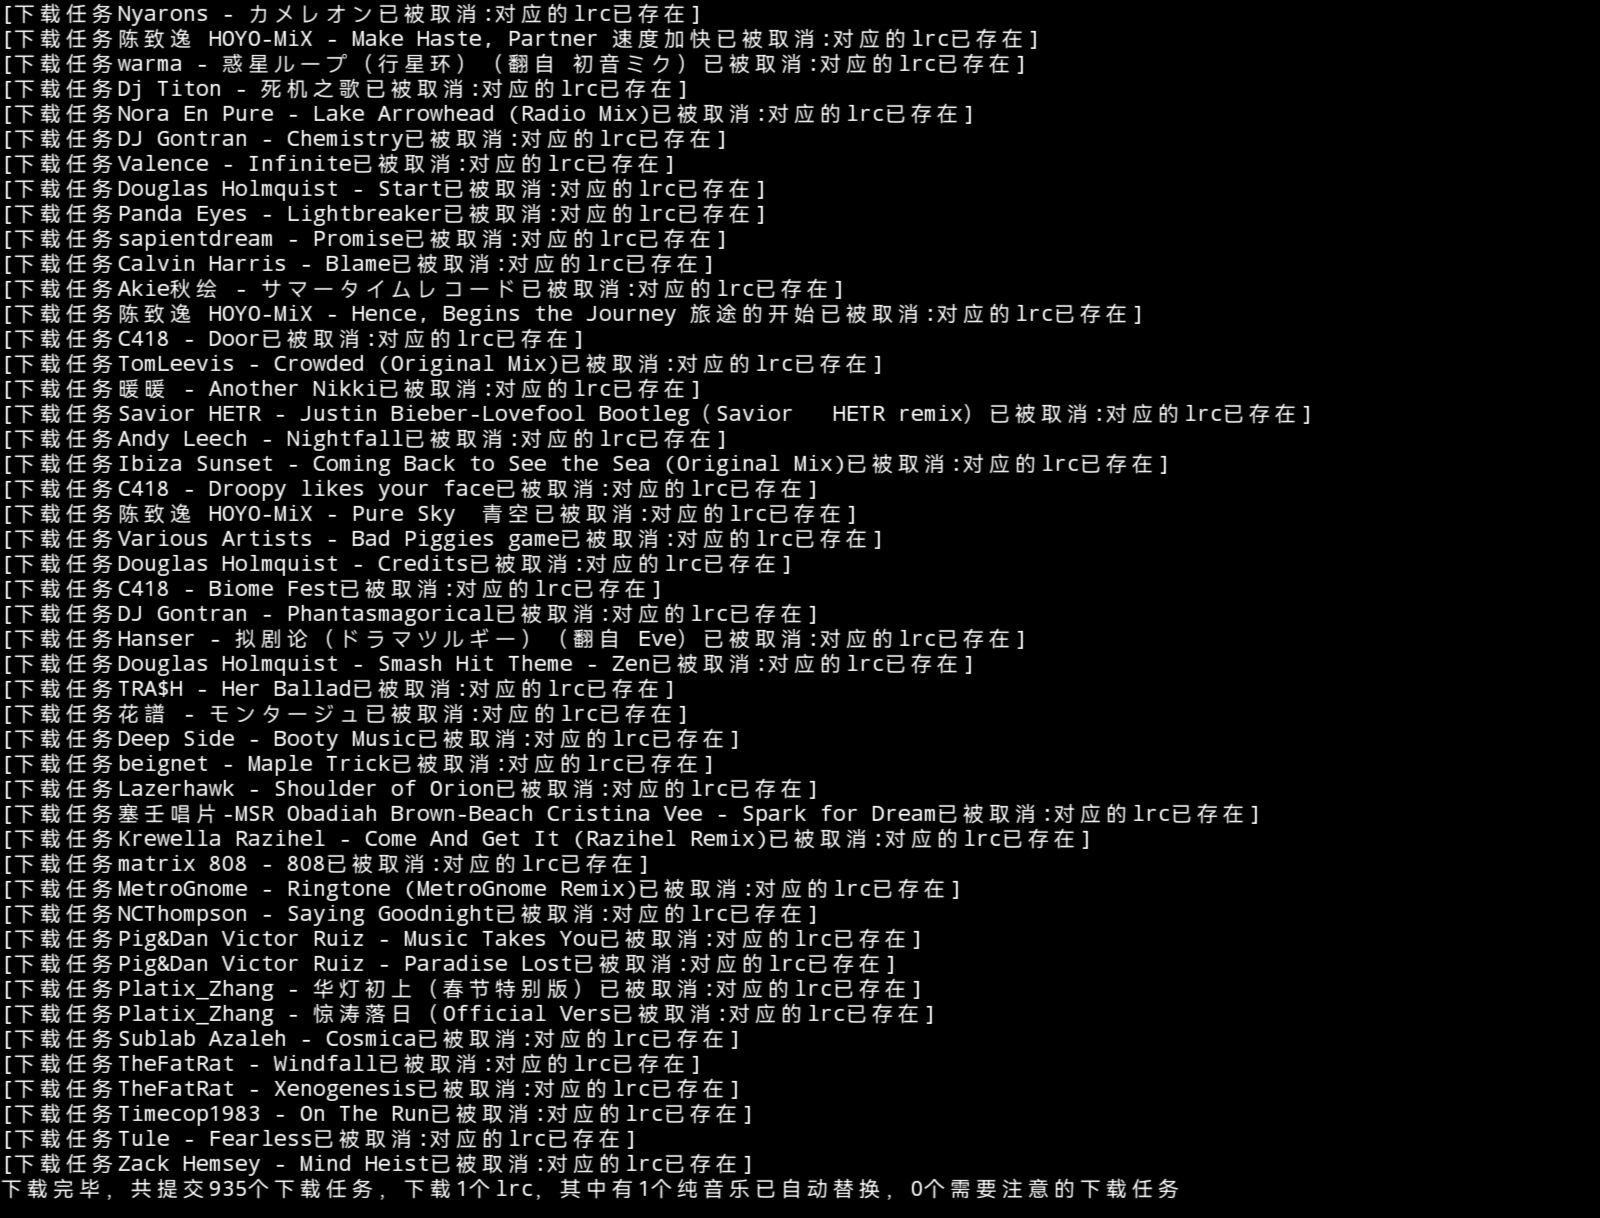 [下载任务Nyarons - カメレオン已被取消:对应的lrc已存在]
[下载任务陈致逸 HOYO-MiX - Make Haste, Partner 速度加快已被取消:对应的lrc已存在]
[下载任务warma - 惑星ループ（行星环）（翻自 初音ミク）已被取消:对应的lrc已存在]
[下载任务Dj Titon - 死机之歌已被取消:对应的lrc已存在]
[下载任务Nora En Pure - Lake Arrowhead (Radio Mix)已被取消:对应的lrc已存在]
[下载任务DJ Gontran - Chemistry已被取消:对应的lrc已存在]
[下载任务Valence - Infinite已被取消:对应的lrc已存在]
[下载任务Douglas Holmquist - Start已被取消:对应的lrc已存在]
[下载任务Panda Eyes - Lightbreaker已被取消:对应的lrc已存在]
[下载任务sapientdream - Promise已被取消:对应的lrc已存在]
[下载任务Calvin Harris - Blame已被取消:对应的lrc已存在]
[下载任务Akie秋绘 - サマータイムレコード已被取消:对应的lrc已存在]
[下载任务陈致逸 HOYO-MiX - Hence, Begins the Journey 旅途的开始已被取消:对应的lrc已存在]
[下载任务C418 - Door已被取消:对应的lrc已存在]
[下载任务TomLeevis - Crowded (Original Mix)已被取消:对应的lrc已存在]
[下载任务暖暖 - Another Nikki已被取消:对应的lrc已存在]
[下载任务Savior HETR - Justin Bieber-Lovefool Bootleg（Savior   HETR remix）已被取消:对应的lrc已存在]
[下载任务Andy Leech - Nightfall已被取消:对应的lrc已存在]
[下载任务Ibiza Sunset - Coming Back to See the Sea (Original Mix)已被取消:对应的lrc已存在]
[下载任务C418 - Droopy likes your face已被取消:对应的lrc已存在]
[下载任务陈致逸 HOYO-MiX - Pure Sky  青空已被取消:对应的lrc已存在]
[下载任务Various Artists - Bad Piggies game已被取消:对应的lrc已存在]
[下载任务Douglas Holmquist - Credits已被取消:对应的lrc已存在]
[下载任务C418 - Biome Fest已被取消:对应的lrc已存在]
[下载任务DJ Gontran - Phantasmagorical已被取消:对应的lrc已存在]
[下载任务Hanser - 拟剧论（ドラマツルギー）（翻自 Eve）已被取消:对应的lrc已存在]
[下载任务Douglas Holmquist - Smash Hit Theme - Zen已被取消:对应的lrc已存在]
[下载任务TRA$H - Her Ballad已被取消:对应的lrc已存在]
[下载任务花譜 - モンタージュ已被取消:对应的lrc已存在]
[下载任务Deep Side - Booty Music已被取消:对应的lrc已存在]
[下载任务beignet - Maple Trick已被取消:对应的lrc已存在]
[下载任务Lazerhawk - Shoulder of Orion已被取消:对应的lrc已存在]
[下载任务塞壬唱片-MSR Obadiah Brown-Beach Cristina Vee - Spark for Dream已被取消:对应的lrc已存在]
[下载任务Krewella Razihel - Come And Get It (Razihel Remix)已被取消:对应的lrc已存在]
[下载任务matrix 808 - 808已被取消:对应的lrc已存在]
[下载任务MetroGnome - Ringtone (MetroGnome Remix)已被取消:对应的lrc已存在]
[下载任务NCThompson - Saying Goodnight已被取消:对应的lrc已存在]
[下载任务Pig&Dan Victor Ruiz - Music Takes You已被取消:对应的lrc已存在]
[下载任务Pig&Dan Victor Ruiz - Paradise Lost已被取消:对应的lrc已存在]
[下载任务Platix_Zhang - 华灯初上（春节特别版）已被取消:对应的lrc已存在]
[下载任务Platix_Zhang - 惊涛落日（Official Vers已被取消:对应的lrc已存在]
[下载任务Sublab Azaleh - Cosmica已被取消:对应的lrc已存在]
[下载任务TheFatRat - Windfall已被取消:对应的lrc已存在]
[下载任务TheFatRat - Xenogenesis已被取消:对应的lrc已存在]
[下载任务Timecop1983 - On The Run已被取消:对应的lrc已存在]
[下载任务Tule - Fearless已被取消:对应的lrc已存在]
[下载任务Zack Hemsey - Mind Heist已被取消:对应的lrc已存在]
下载完毕, 共提交935个下载任务, 下载1个lrc, 其中有1个纯音乐已自动替换, 0个需要注意的下载任务